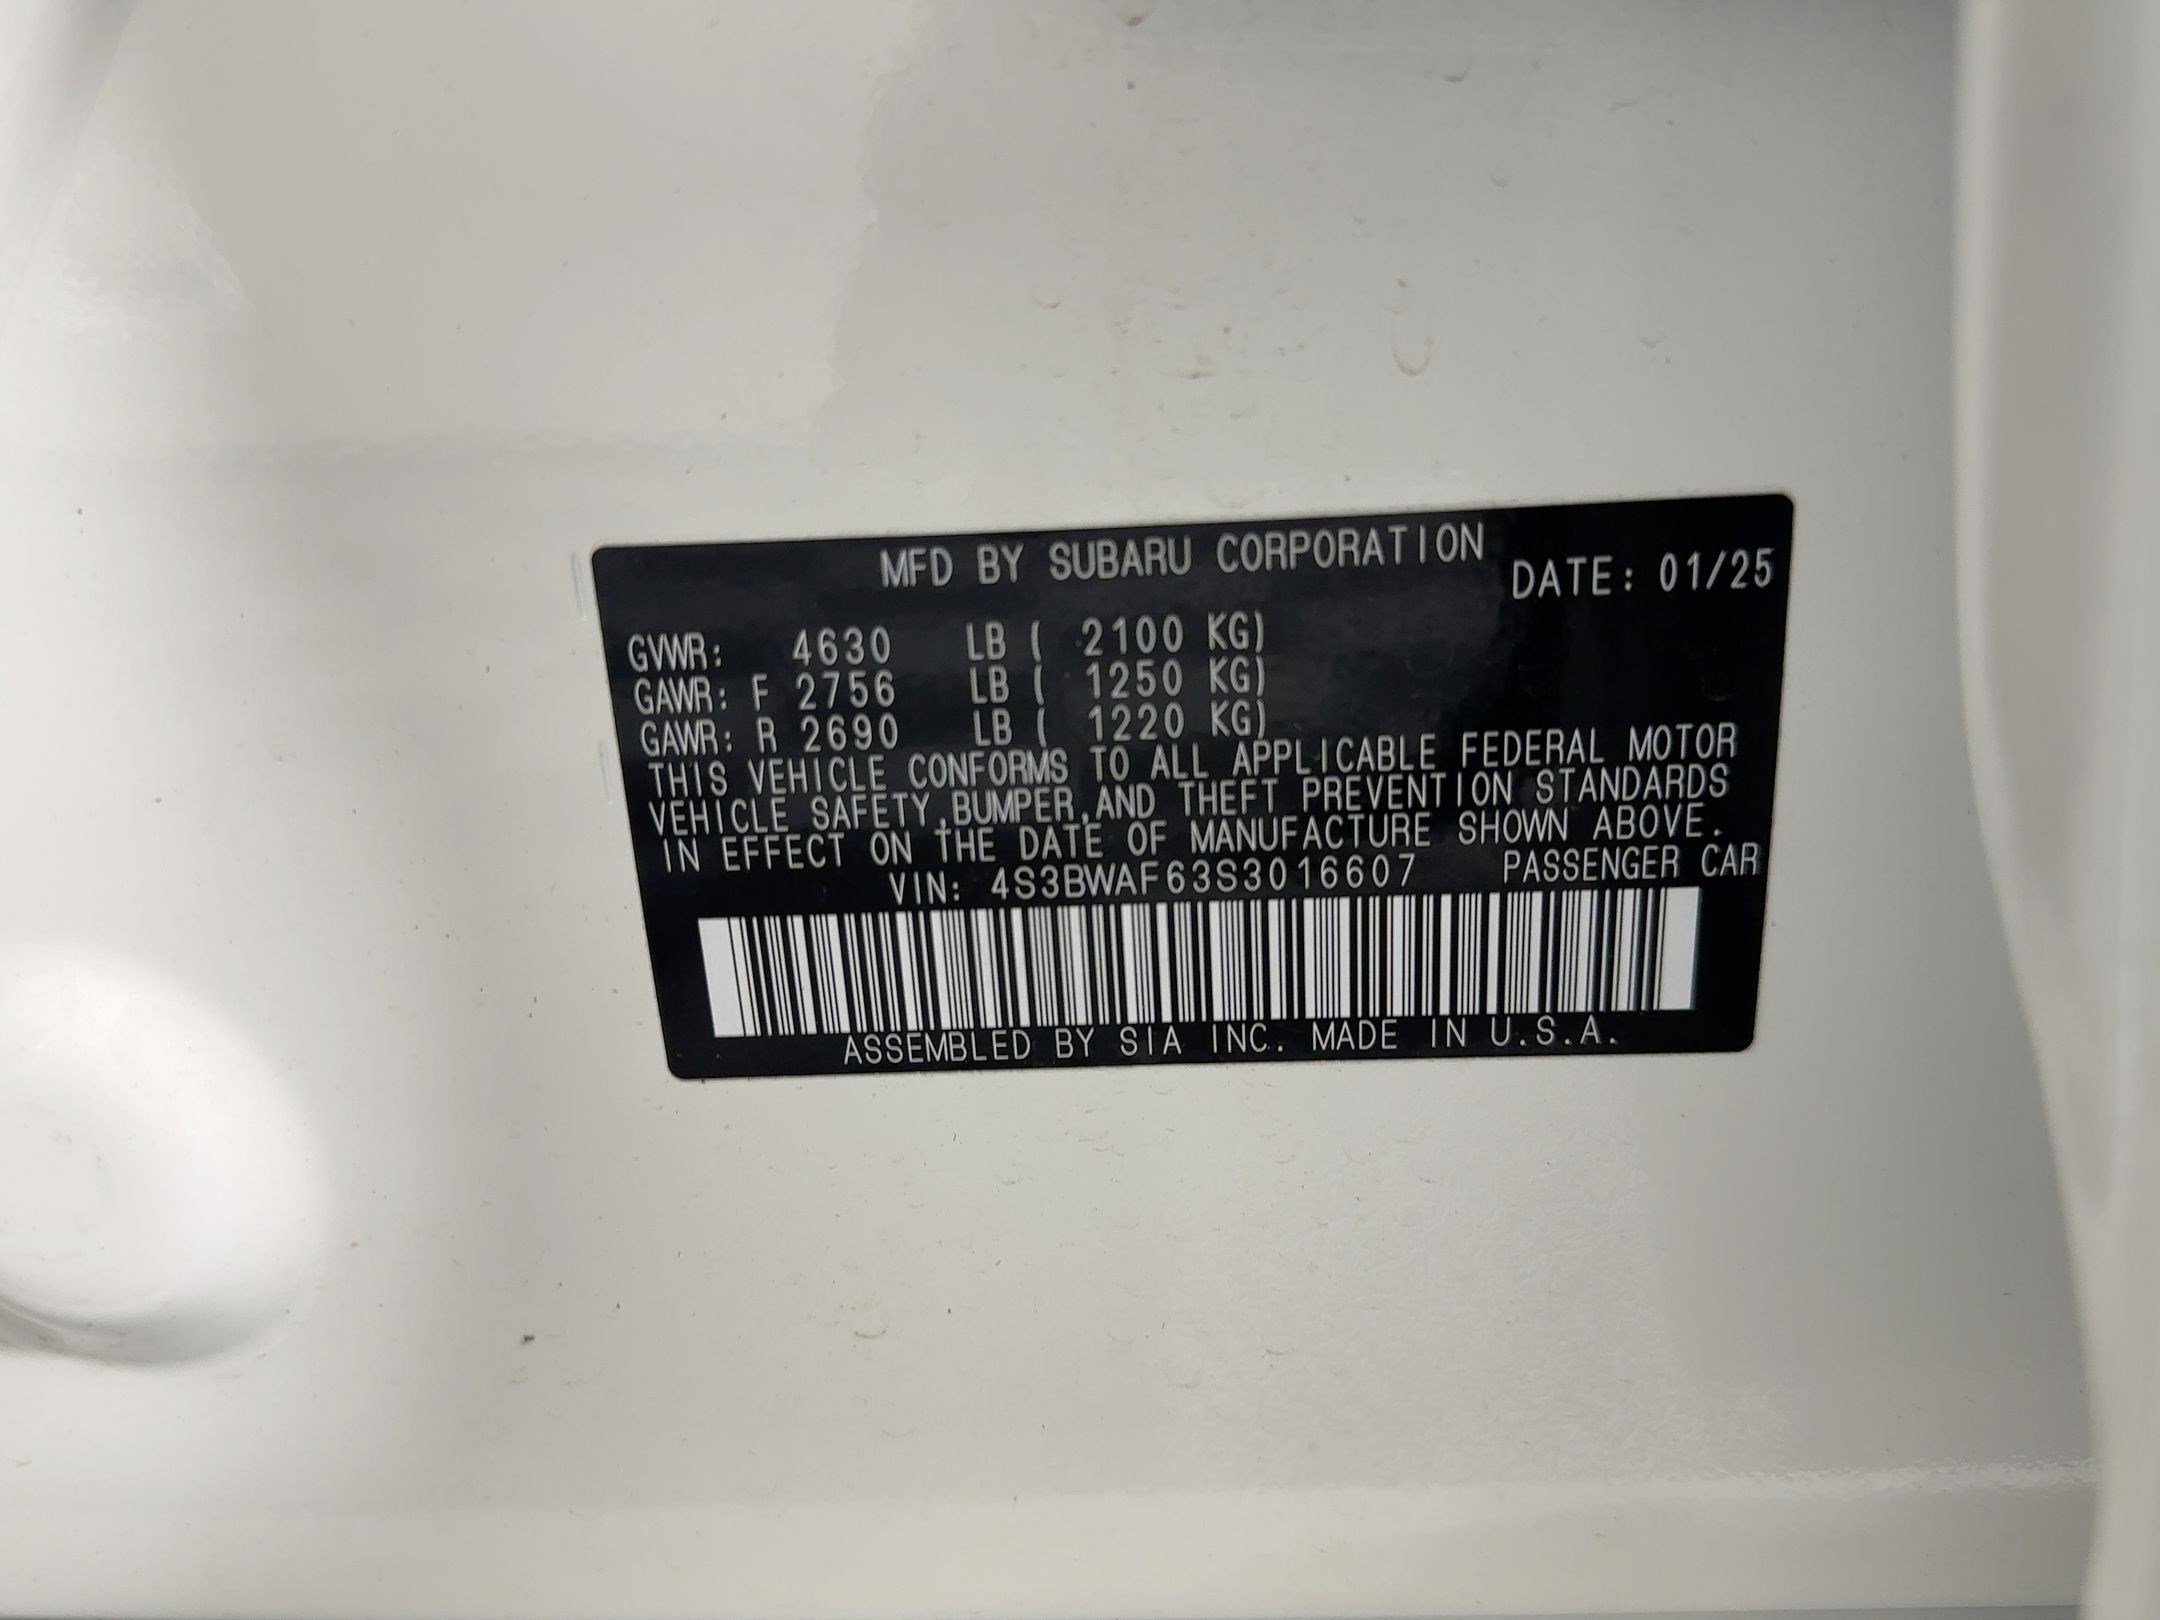 MFD BY SUBARU CORPORATION DATE: 01/25
GVWR: 4630 LB ( 2100 KG)
GAWR: F 2756 LB ( 1250 KG)
GAWR: R 2690 LB ( 1220 KG)
THIS VEHICLE CONFORMS TO ALL APPLICABLE FEDERAL MOTOR
VEHICLE SAFETY,BUMPER,AND THEFT PREVENTION STANDARDS
IN EFFECT ON THE DATE OF MANUFACTURE SHOWN ABOVE.
VIN: 4S3BWAF63S3016607 PASSENGER CAR
ASSEMBLED BY SIA INC. MADE IN U.S.A.